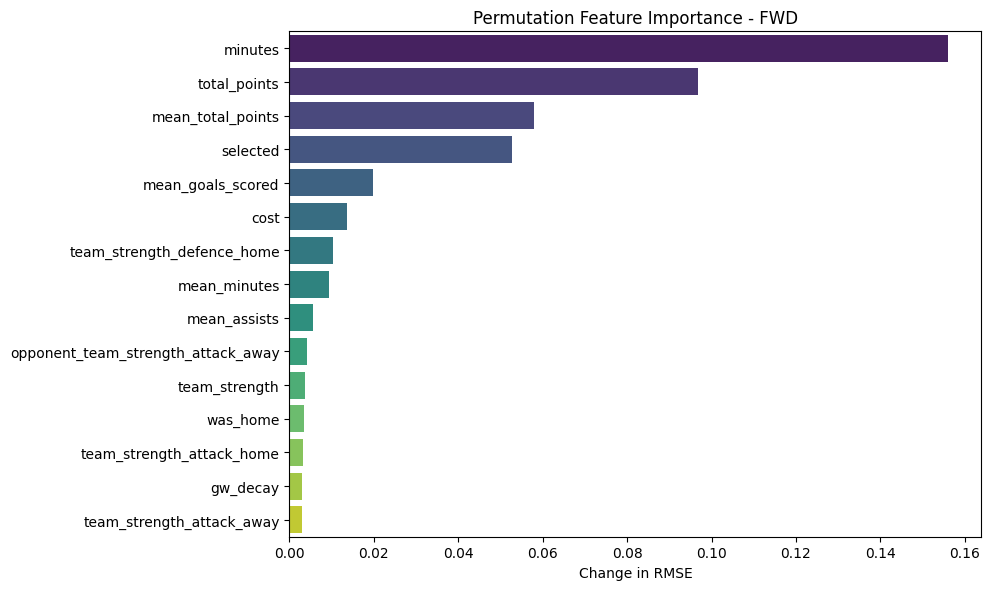 Permutation Feature Importance - FWD
minutes
total_points
mean_total_points
selected
mean_goals_scored
cost
team_strength_defence_home
mean_minutes
mean_assists
opponent_team_strength_attack_away
team_strength
was_home
team_strength_attack_home
gw_decay
team_strength_attack_away
0.00 0.02 0.04 0.06 0.08 0.10 0.12 0.14 0.16
Change in RMSE